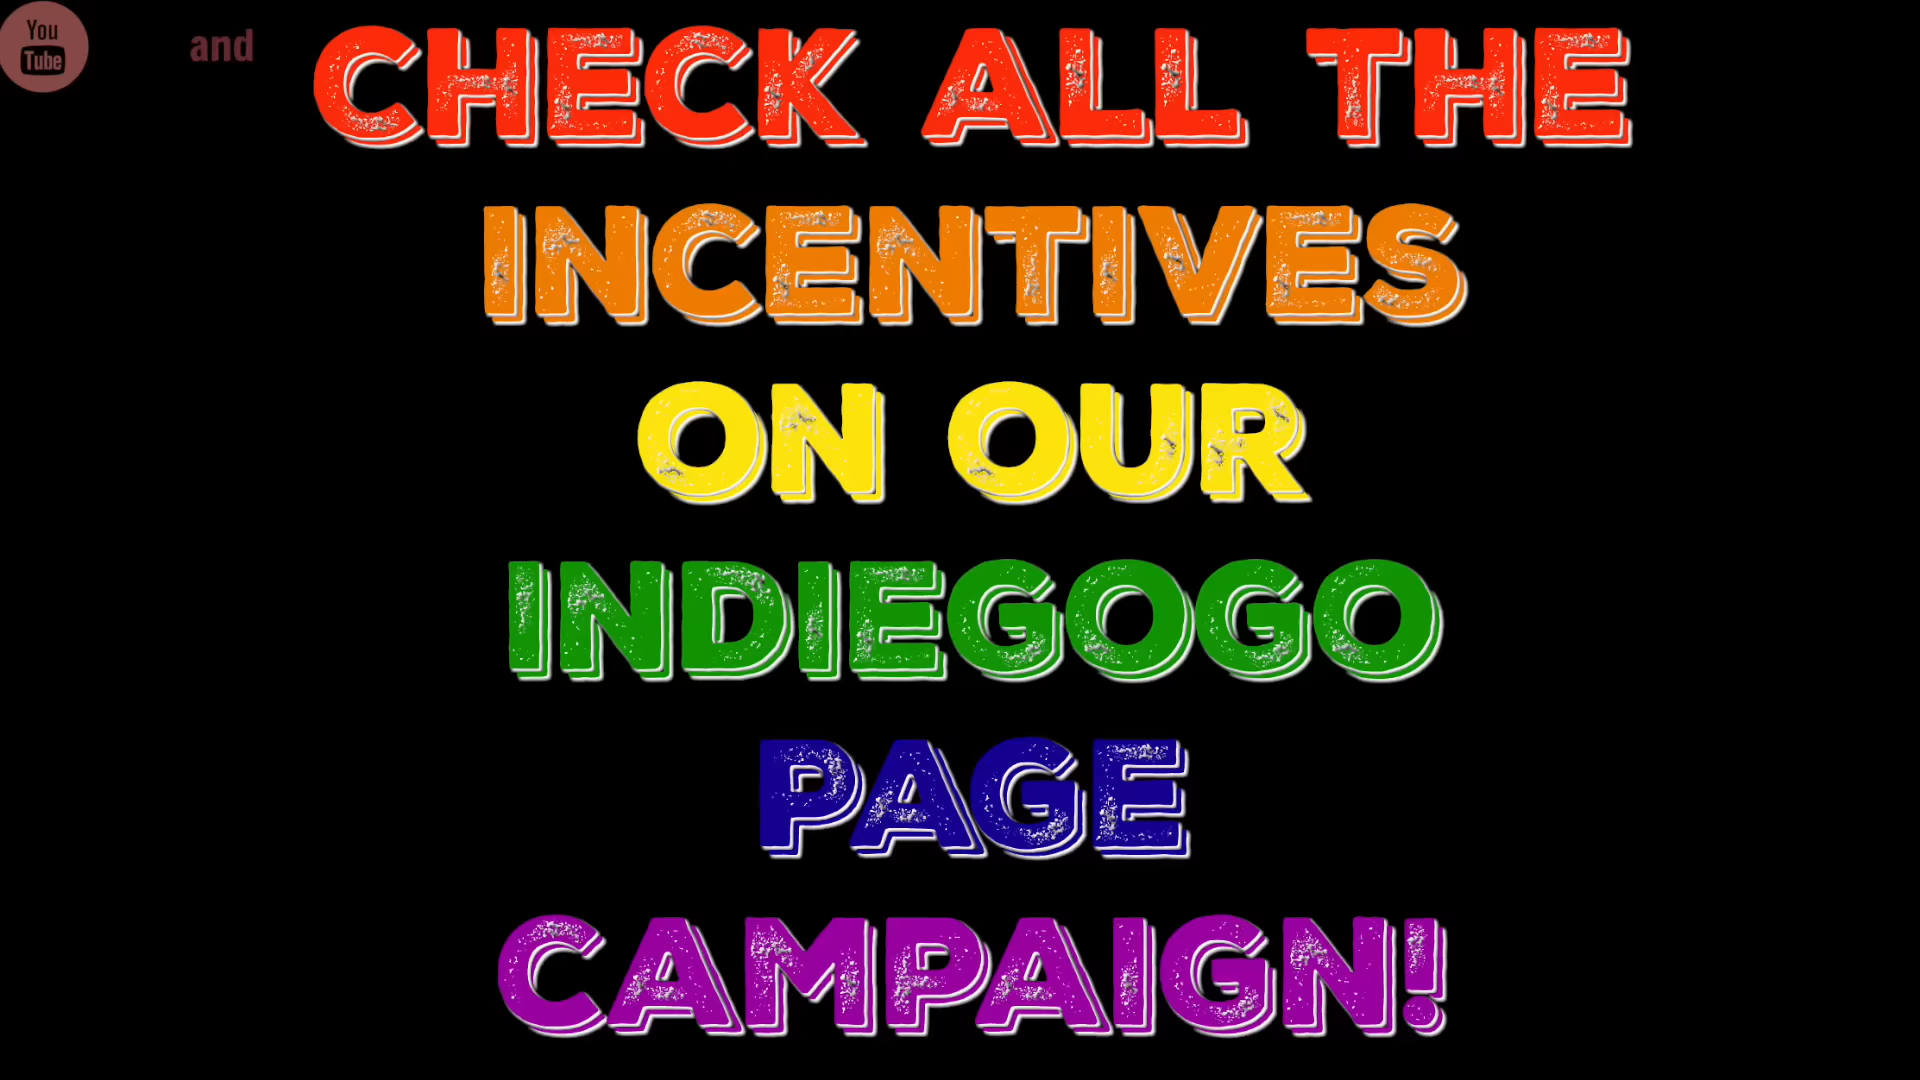 You
Tube
and
CHECK ALL THE
INCENTIVES
ON OUR
INDIEGOGO
PAGE
CAMPAIGN!